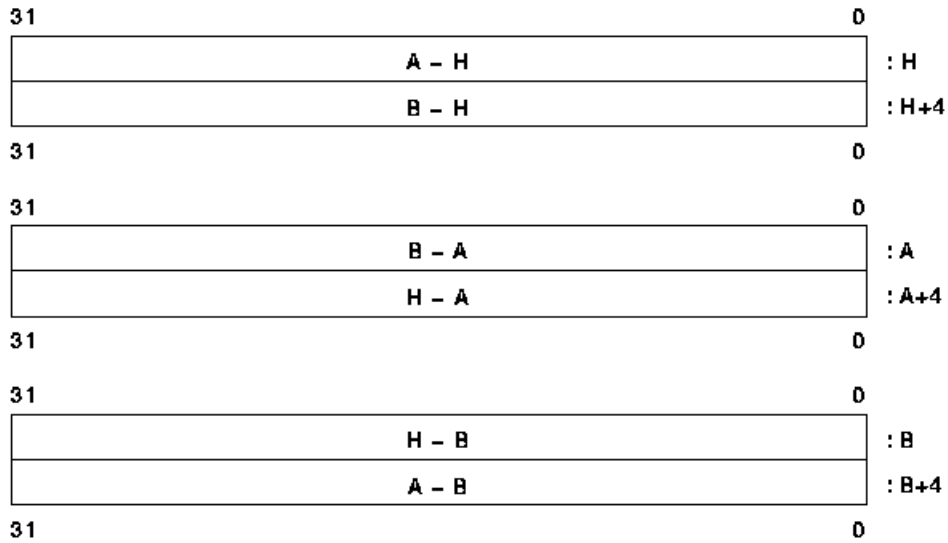 31 0
A – H :H
B – H :H+4
31 0
31 0
B – A :A
H – A :A+4
31 0
31 0
H – B :B
A – B :B+4
31 0